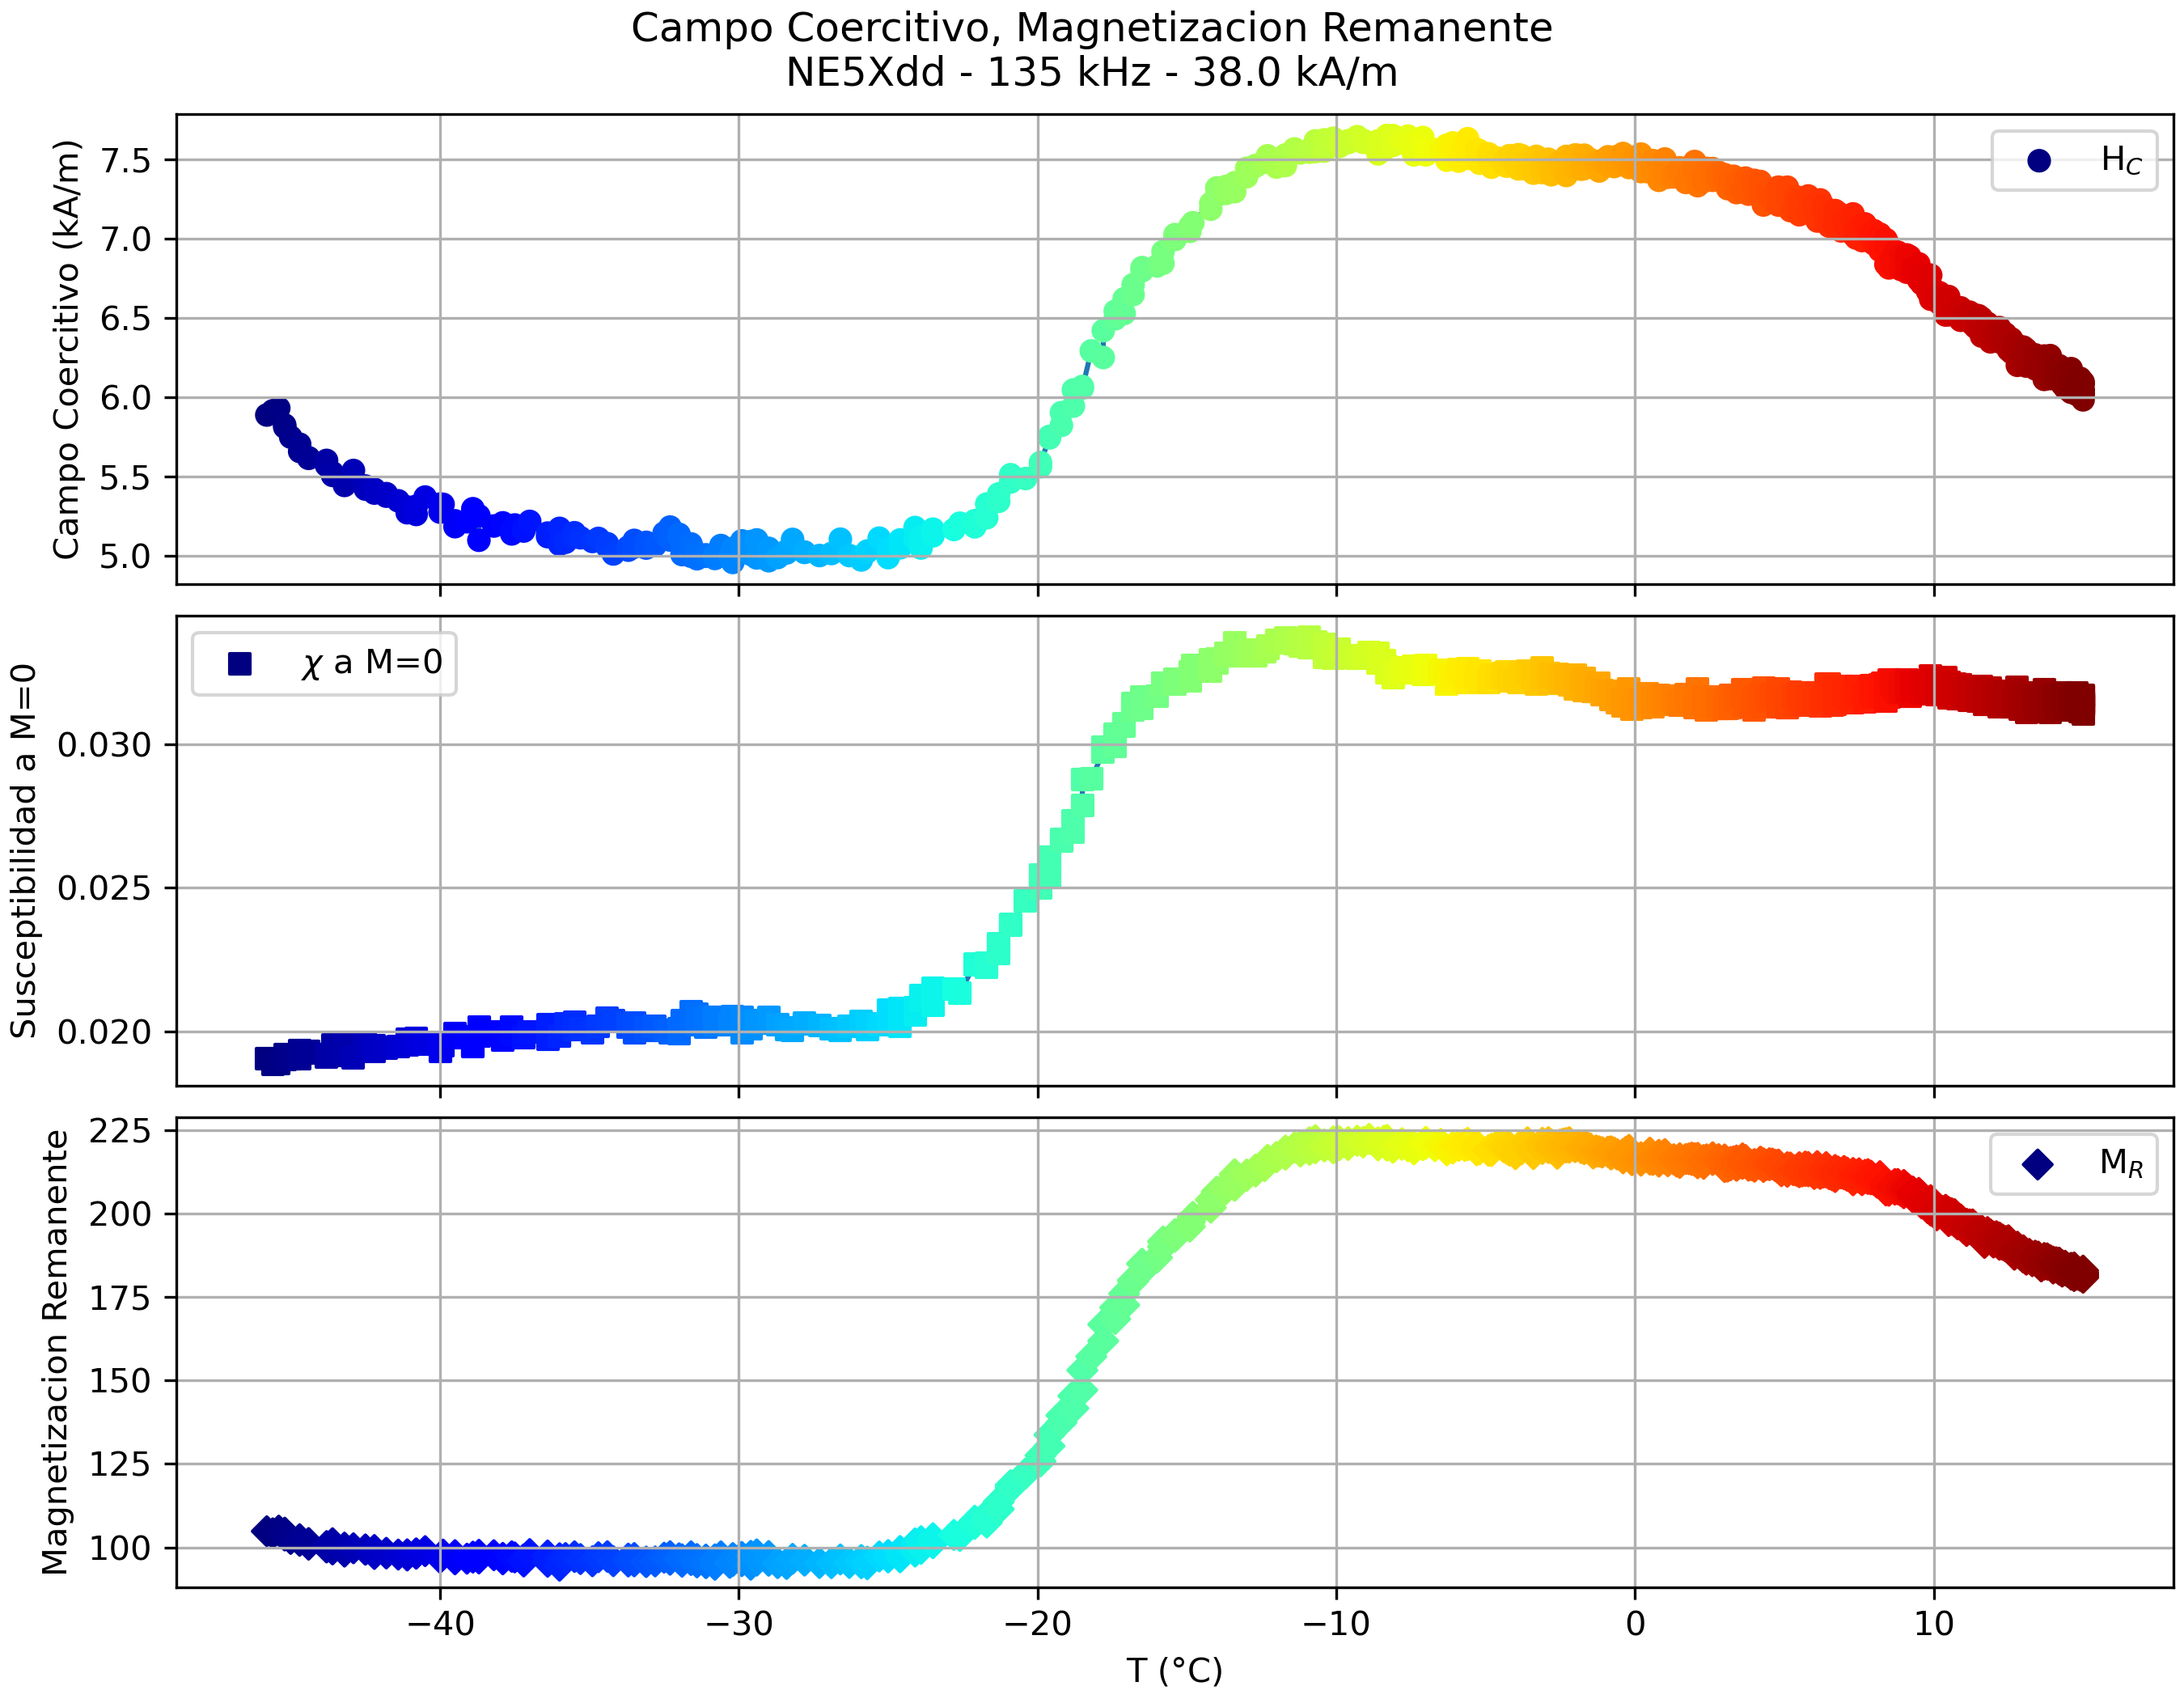 Campo Coercitivo, Magnetizacion Remanente
NE5Xdd - 135 kHz - 38.0 kA/m
Campo Coercitivo (kA/m)
7.5
7.0
6.5
6.0
5.5
5.0
H_C
Susceptibilidad a M=0
0.030
0.025
0.020
χ a M=0
Magnetizacion Remanente
225
200
175
150
125
100
M_R
−40 −30 −20 −10 0 10
T (°C)